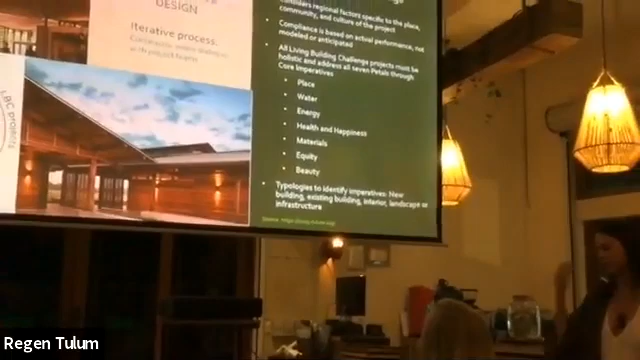 DESIGN
Iterative process.
LBC projects
considers regional factors specific to the place,
community, and culture of the project
Compliance is based on actual performance, not
modeled or anticipated
All Living Building Challenge projects must be
holistic and address all seven Petals through
Core Imperatives
Place
Water
Energy
Health and Happiness
Materials
Equity
Beauty
Typologies to identify imperatives: New
building, existing building, interior, landscape or
infrastructure
Regen Tulum